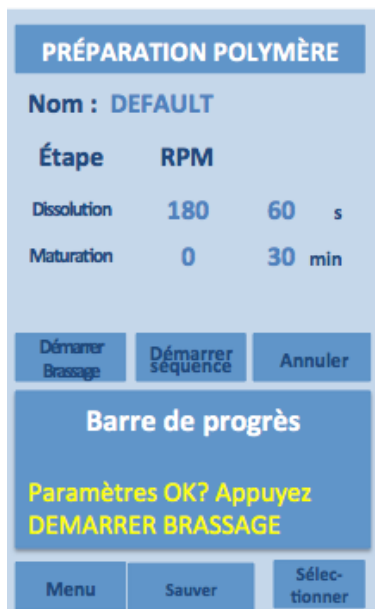 PRÉPARATION POLYMÈRE
Nom : DEFAULT
Étape RPM
Dissolution 180 60 s
Maturation 0 30 min
Démarrer Brassage
Démarrer séquence
Annuler
Barre de progrès
Paramètres OK? Appuyez
DEMARRER BRASSAGE
Menu
Sauver
Sélec-
tionner